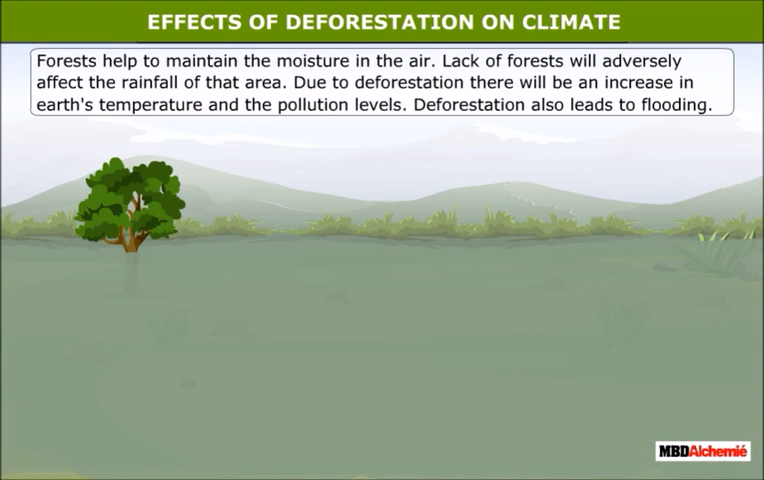 EFFECTS OF DEFORESTATION ON CLIMATE
Forests help to maintain the moisture in the air. Lack of forests will adversely
affect the rainfall of that area. Due to deforestation there will be an increase in
earth's temperature and the pollution levels. Deforestation also leads to flooding.
MBDAlchemié